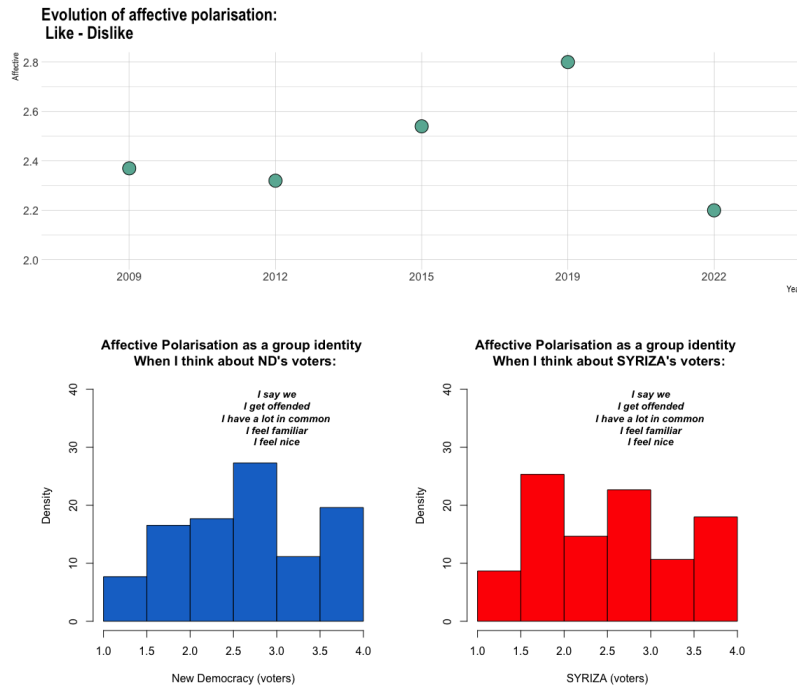 Evolution of affective polarisation:
Like - Dislike
Affective
2.8
2.6
2.4
2.2
2.0
2009 2012 2015 2019 2022
Affective Polarisation as a group identity
When I think about ND's voters:
I say we
I get offended
I have a lot in common
I feel familiar
I feel nice
Density
40
30
20
10
0
1.0 1.5 2.0 2.5 3.0 3.5 4.0
New Democracy (voters)
Affective Polarisation as a group identity
When I think about SYRIZA's voters:
I say we
I get offended
I have a lot in common
I feel familiar
I feel nice
Density
40
30
20
10
0
1.0 1.5 2.0 2.5 3.0 3.5 4.0
SYRIZA (voters)